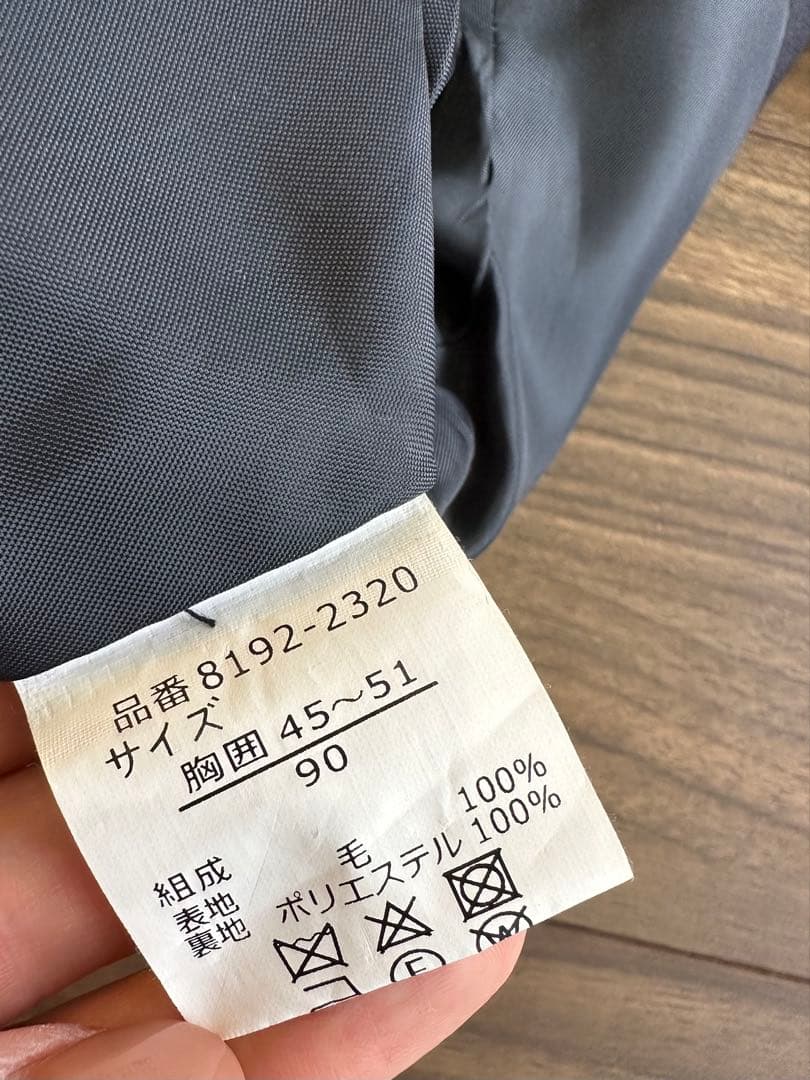 品番 8192-2320
サイズ
胸囲 45~51
90
組成
表地 毛 100%
裏地 ポリエステル 100%
F
W